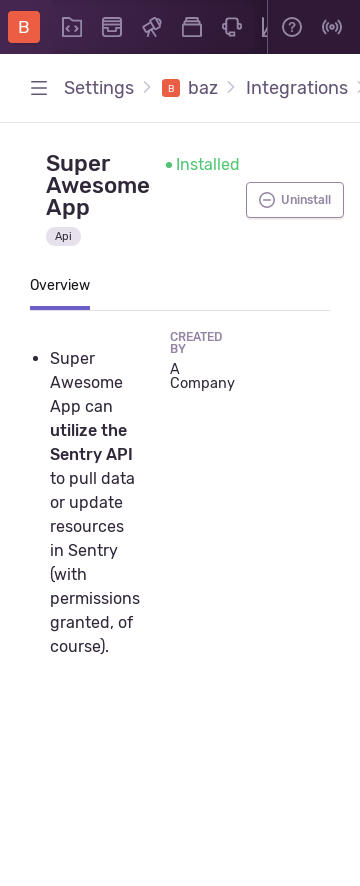 B
Settings
B baz
Integrations
Super
Awesome
App
Installed
Uninstall
Api
Overview
Super
Awesome
App can
utilize the
Sentry API
to pull data
or update
resources
in Sentry
(with
permissions
granted, of
course).
CREATED
BY
A
Company